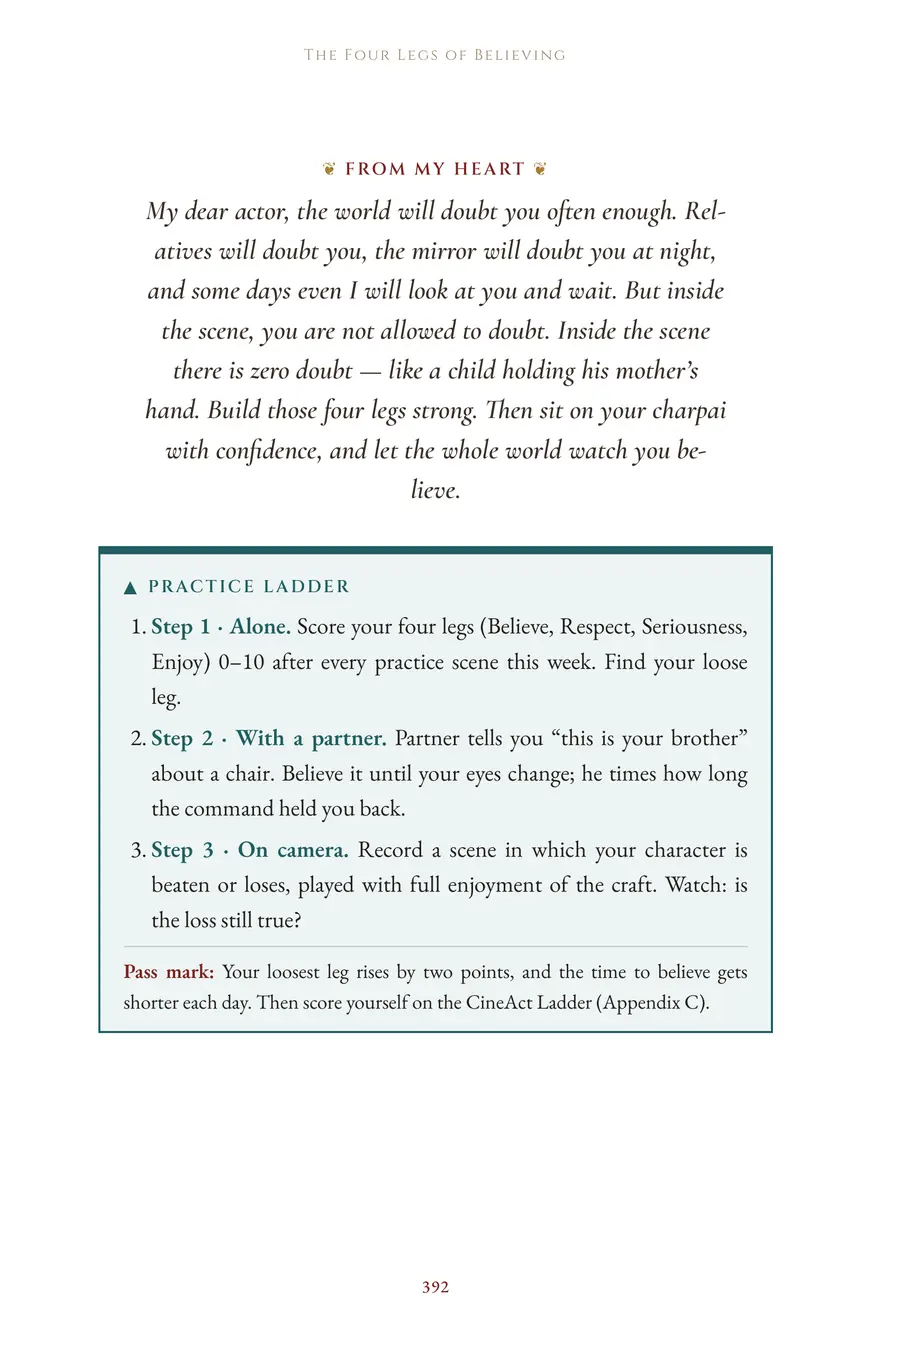 The Four Legs of Believing
❦ FROM MY HEART ❦
My dear actor, the world will doubt you often enough. Rel-
atives will doubt you, the mirror will doubt you at night,
and some days even I will look at you and wait. But inside
the scene, you are not allowed to doubt. Inside the scene
there is zero doubt — like a child holding his mother’s
hand. Build those four legs strong. Then sit on your charpai
with confidence, and let the whole world watch you be-
lieve.
▲ PRACTICE LADDER
1. Step 1 · Alone. Score your four legs (Believe, Respect, Seriousness,
Enjoy) 0–10 after every practice scene this week. Find your loose
leg.
2. Step 2 · With a partner. Partner tells you “this is your brother”
about a chair. Believe it until your eyes change; he times how long
the command held you back.
3. Step 3 · On camera. Record a scene in which your character is
beaten or loses, played with full enjoyment of the craft. Watch: is
the loss still true?
Pass mark: Your loosest leg rises by two points, and the time to believe gets
shorter each day. Then score yourself on the CineAct Ladder (Appendix C).
392